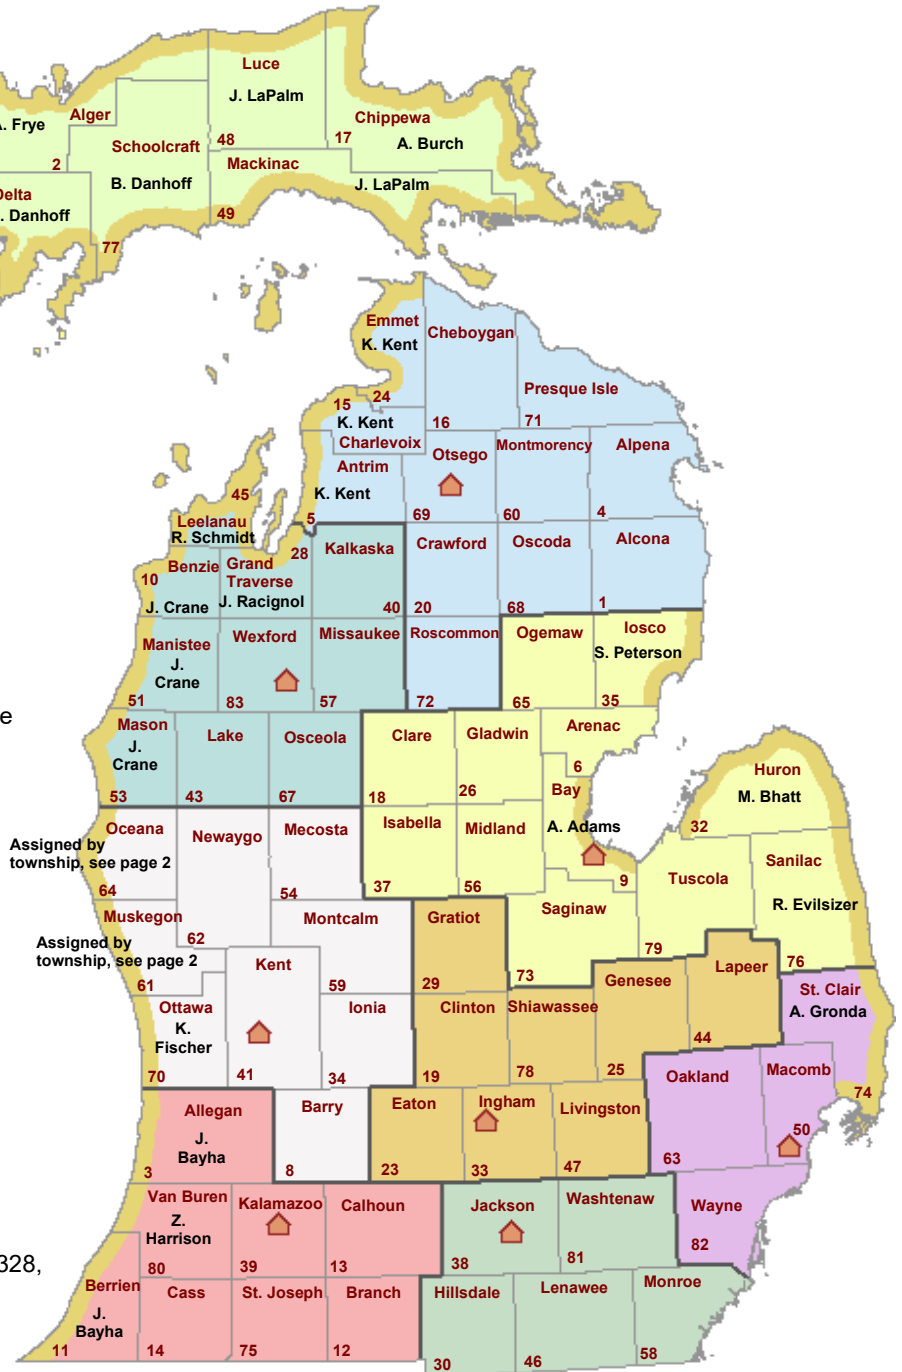 Luce
J. LaPalm
48
Chippewa
17
A. Burch
Alger
. Frye
2
Schoolcraft
B. Danhoff
77
Mackinac
J. LaPalm
49
Delta
. Danhoff
Emmet
K. Kent
24
Cheboygan
16
Presque Isle
71
15
K. Kent
Charlevoix
Antrim
K. Kent
5
Otsego
69
Montmorency
60
Alpena
4
45
Leelanau
R. Schmidt
28
Grand
Traverse
J. Racignol
10
Benzie
J. Crane
Kalkaska
40
Crawford
20
Oscoda
68
Alcona
1
Manistee
J.
Crane
51
Wexford
83
Missaukee
57
Roscommon
72
Ogemaw
65
Iosco
S. Peterson
35
e
Mason
J.
Crane
53
Lake
43
Osceola
67
Clare
18
Gladwin
26
Arenac
6
Bay
A. Adams
9
Huron
M. Bhatt
32
Oceana
Assigned by
township, see page 2
64
Newaygo
62
Mecosta
54
Isabella
37
Midland
56
Saginaw
73
Tuscola
79
Sanilac
R. Evilsizer
76
Muskegon
Assigned by
township, see page 2
61
Montcalm
59
Gratiot
29
Kent
41
Ottawa
K.
Fischer
70
Ionia
34
Clinton
19
Shiawassee
78
Genesee
25
Lapeer
44
St. Clair
A. Gronda
74
Allegan
J.
Bayha
3
Barry
8
Eaton
23
Ingham
33
Livingston
47
Oakland
63
Macomb
50
Van Buren
Z.
Harrison
80
Kalamazoo
39
Calhoun
13
Jackson
38
Washtenaw
81
Wayne
82
328,
Berrien
J.
Bayha
11
Cass
14
St. Joseph
75
Branch
12
Hillsdale
30
Lenawee
46
Monroe
58